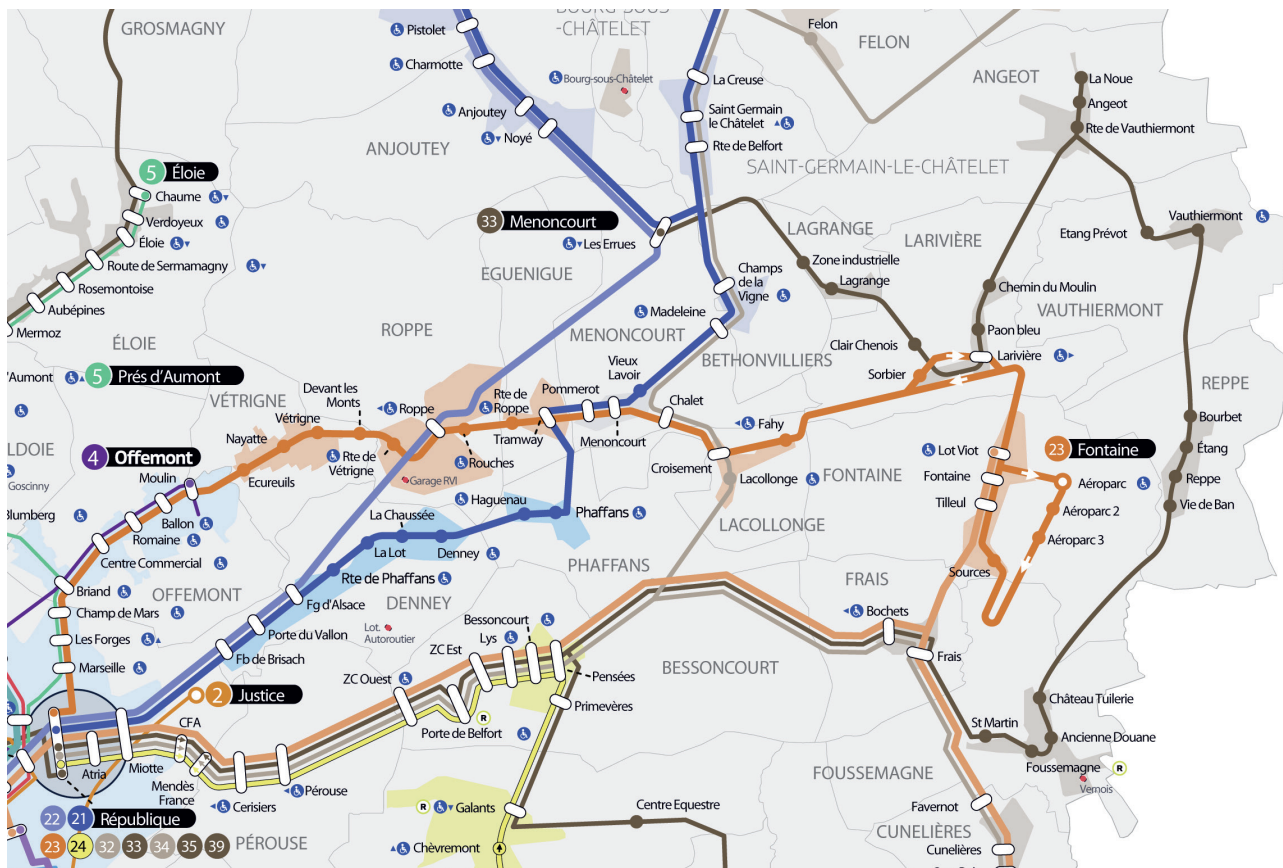 GROSMAGNY
BOURG-SOUS
-CHÂTELET
Felon
FELON
Pistolet
Charmotte
Bourg-sous-Châtelet
La Creuse
ANGEOT
La Noue
Angeot
Anjoutey
Noyé
Saint Germain
le Châtelet
Rte de Vauthiermont
ANJOUTEY
Rte de Belfort
SAINT-GERMAIN-LE-CHÂTELET
5 Éloie
Chaume
Verdoyeux
Éloie
Route de Sermamagny
Rosemontoise
Aubépines
Mermoz
33 Menoncourt
Les Errues
LAGRANGE
Vauthiermont
Etang Prévot
LARIVIÈRE
Zone industrielle
Lagrange
EGUENIGUE
Champs
de la
Vigne
Chemin du Moulin
VAUTHIERMONT
Madeleine
ROPPE
MENONCOURT
Paon bleu
ÉLOIE
Clair Chenois
Larivière
BETHONVILLIERS
Vieux
Lavoir
Sorbier
'Aumont
5 Prés d'Aumont
Devant les
Monts
Rte de
Roppe
Pommerot
REPPE
VÉTRIGNE
Vétrigne
Roppe
Chalet
Fahy
Bourbet
Nayatte
Tramway
Menoncourt
LDOIE
4 Offemont
Rte de
Vétrigne
Rouches
Croisement
Lot Viot
23 Fontaine
Étang
Goscinny
Moulin
Ecureuils
Garage RVI
Lacollonge
FONTAINE
Fontaine
Aéroparc
Reppe
Haguenau
Tilleul
Vie de Ban
Blumberg
Ballon
La Chaussée
Phaffans
Aéroparc 2
Romaine
LACOLLONGE
Centre Commercial
La Lot
Denney
Aéroparc 3
PHAFFANS
Rte de Phaffans
Sources
FRAIS
Briand
OFFEMONT
Fg d'Alsace
DENNEY
Champ de Mars
Bochets
Lot.
Autoroutier
Bessoncourt
Lys
Porte du Vallon
Les Forges
ZC Est
Fb de Brisach
Frais
Marseille
BESSONCOURT
ZC Ouest
Pensées
2 Justice
Primevères
Château Tuilerie
CFA
St Martin
Porte de Belfort
R
Ancienne Douane
Atria
Miotte
Mendès
France
Foussemagne
R
FOUSSEMAGNE
Pérouse
Vernois
Cerisiers
R
Galants
Centre Equestre
Favernot
22 21 République
CUNELIÈRES
23 24 32 33 34 35 39
PÉROUSE
Chèvremont
Cunelières